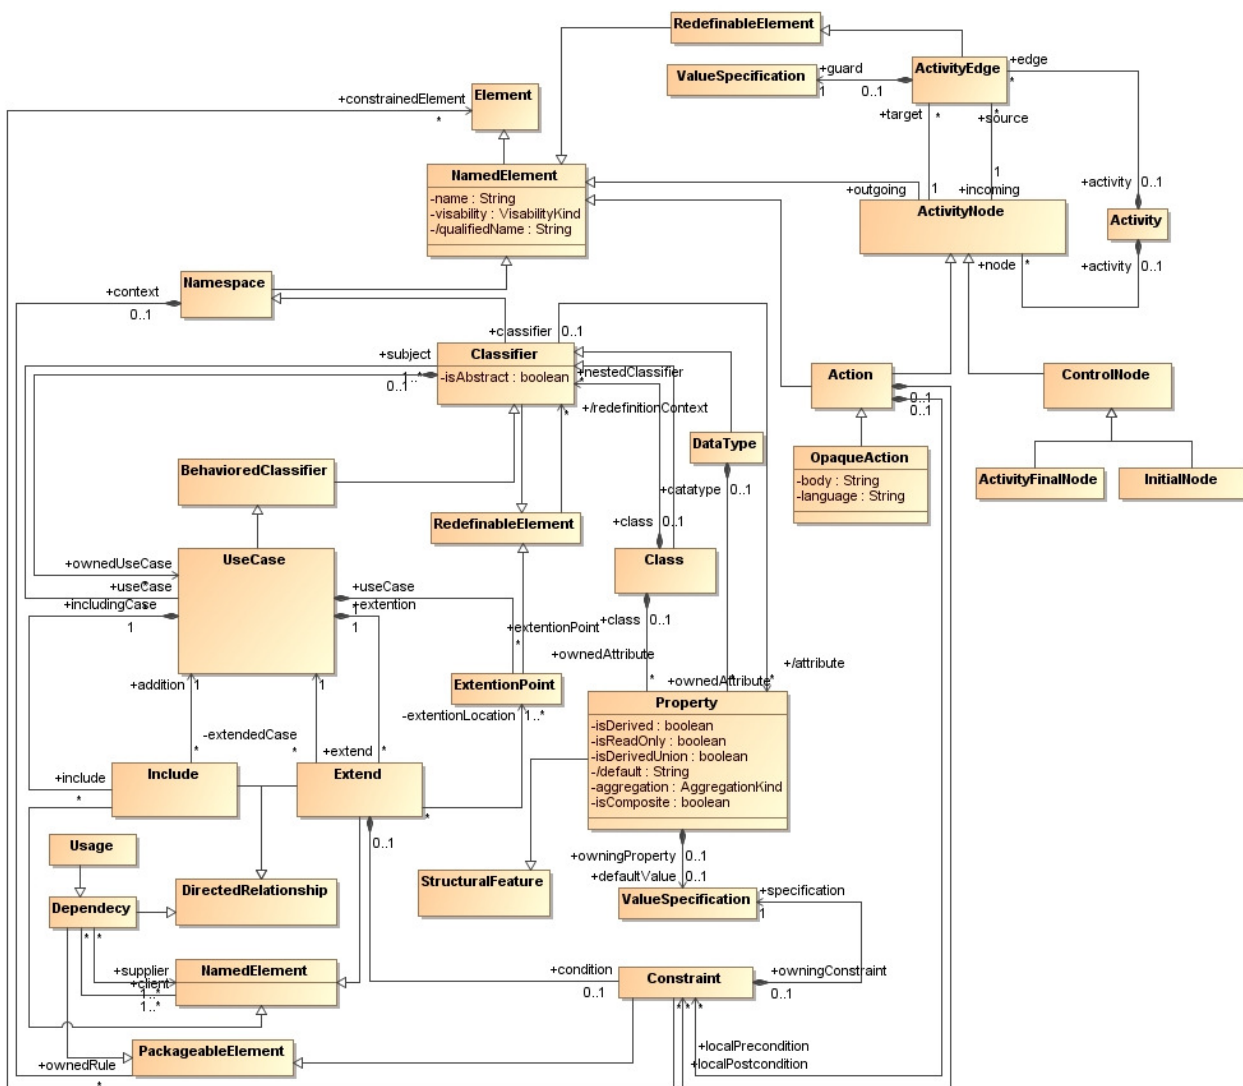 RedefinableElement
+guard
+edge
ValueSpecification
ActivityEdge
1
0..1
*
Element
+constrainedElement
*
+target
*
*
+source
NamedElement
-name : String
-visability : VisabilityKind
-/qualifiedName : String
+outgoing
1
+incoming
1
+activity
0..1
ActivityNode
Activity
+node
*
+activity
0..1
Namespace
+context
0..1
+classifier
0..1
+subject
Classifier
1..*
0..1
-isAbstract : boolean
*
+nestedClassifier
+/redefinitionContext
*
Action
0..1
0..1
ControlNode
DataType
BehavioredClassifier
OpaqueAction
-body : String
-language : String
ActivityFinalNode
InitialNode
+catatype
0..1
RedefinableElement
+class
0..1
UseCase
Class
+ownedUseCase
*
+useCase
+useCase
+includingCase
*
1
1
+extention
1
+class
0..1
+extentionPoint
*
+ownedAttribute
+/attribute
+addition
1
1
ExtentionPoint
*
+ownedAttribute
*
*
-extentionLocation
1..*
Property
-isDerived : boolean
-isReadOnly : boolean
-isDerivedUnion : boolean
-/default : String
-aggregation : AggregationKind
-isComposite : boolean
-extendedCase
*
*
+extend
*
Include
Extend
+include
*
*
0..1
Usage
+owningProperty
0..1
+defaultValue
0..1
StructuralFeature
DirectedRelationship
ValueSpecification
+specification
1
Dependecy
*
*
+supplier
+client
1..*
1..*
NamedElement
+condition
0..1
Constraint
+owningConstraint
0..1
*
*
*
+localPrecondition
+localPostcondition
PackageableElement
+ownedRule
*